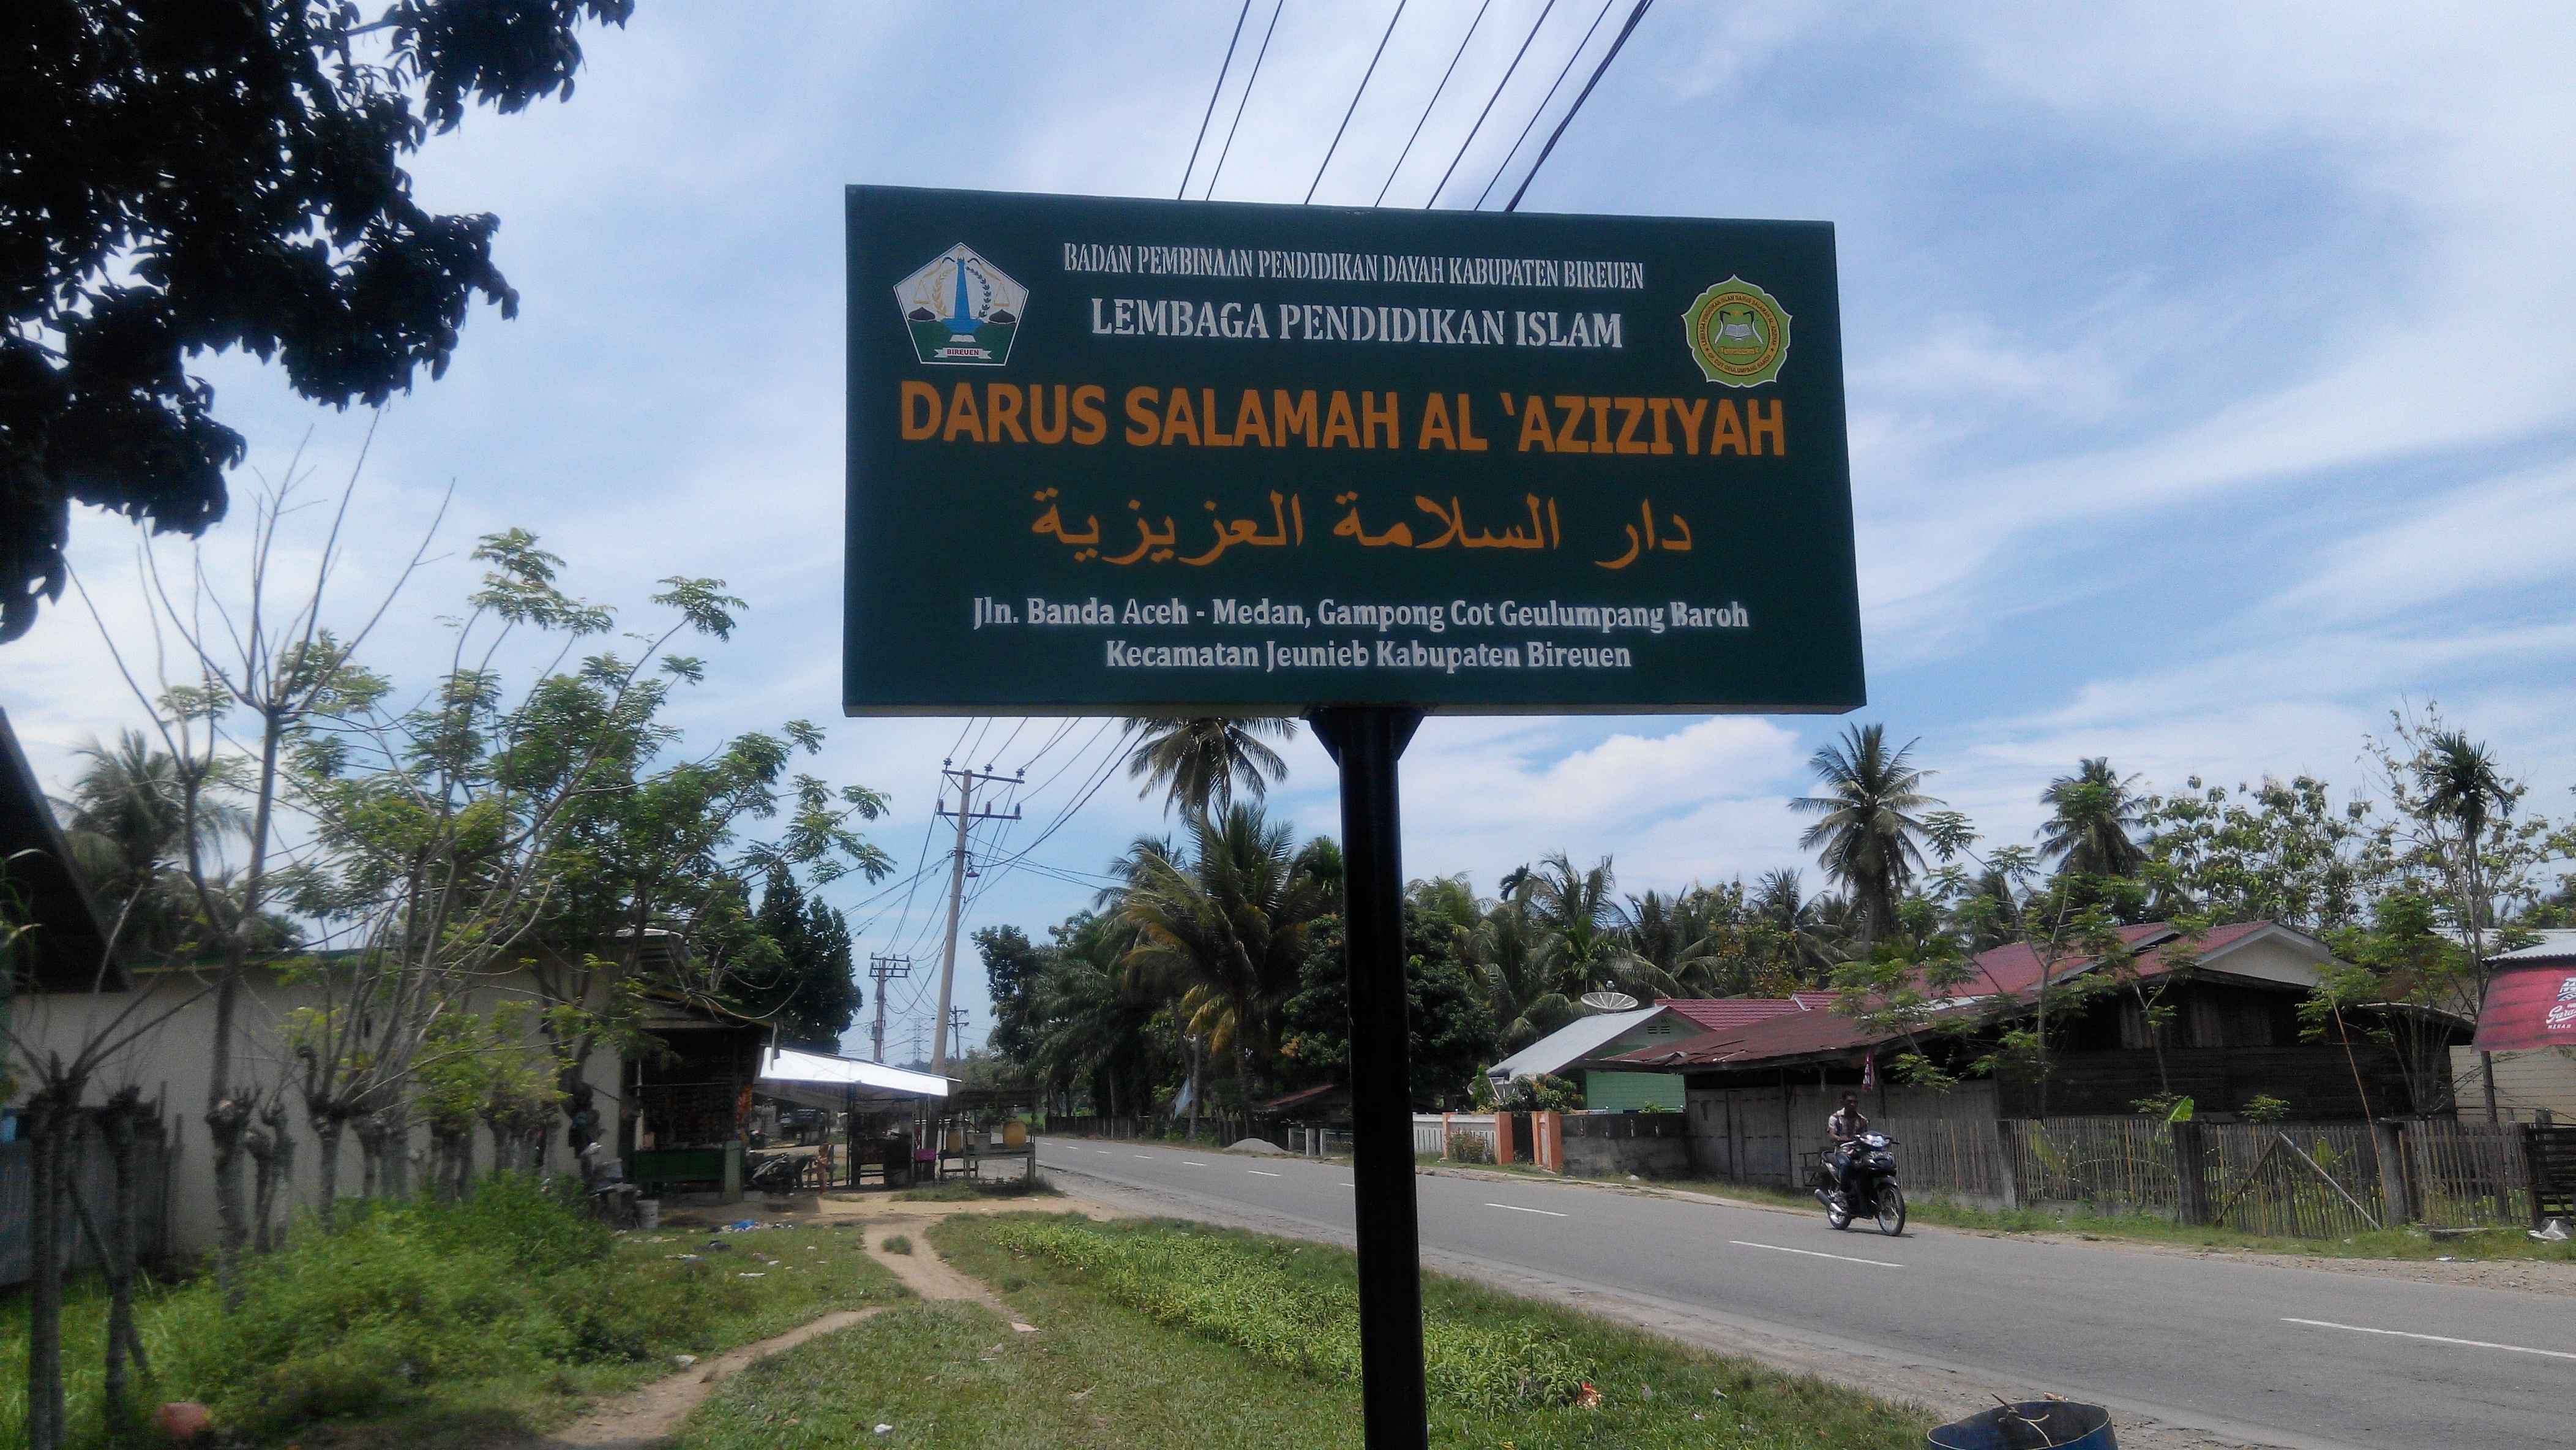 BADAN PEMBINAAN PENDIDIKAN DAYAH KABUPATEN BIREUEN
LEMBAGA PENDIDIKAN ISLAM
BIREUEN
DARUS SALAMAH AL 'AZIZIYAH
دار السلامة العزيزية
Jln. Banda Aceh - Medan, Gampong Cot Geulumpang Baroh
Kecamatan Jeunieb Kabupaten Bireuen